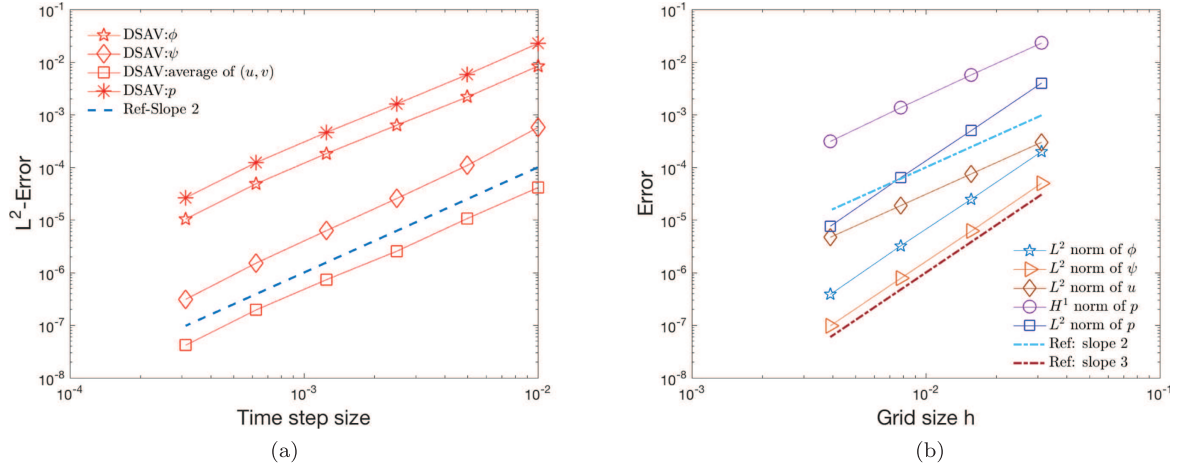 10^-1
10^-2
10^-3
10^-4
10^-5
10^-6
10^-7
10^-8
L^2-Error
DSAV:ϕ
DSAV:ψ
DSAV:average of (u, v)
DSAV:p
Ref-Slope 2
10^-4
10^-3
10^-2
Time step size
(a)
10^-1
10^-2
10^-3
10^-4
10^-5
10^-6
10^-7
10^-8
Error
L^2 norm of ϕ
L^2 norm of ψ
L^2 norm of u
H^1 norm of p
L^2 norm of p
Ref: slope 2
Ref: slope 3
10^-3
10^-2
10^-1
Grid size h
(b)